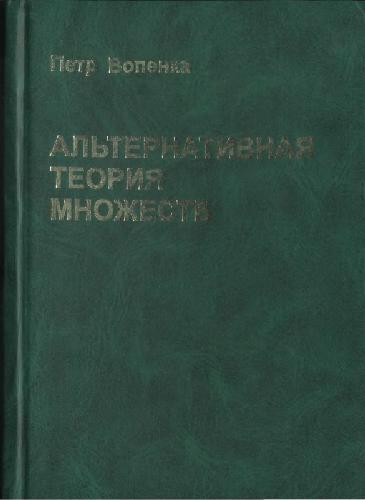 Петр Вопенка
АЛЬТЕРНАТИВНАЯ
ТЕОРИЯ
МНОЖЕСТВ